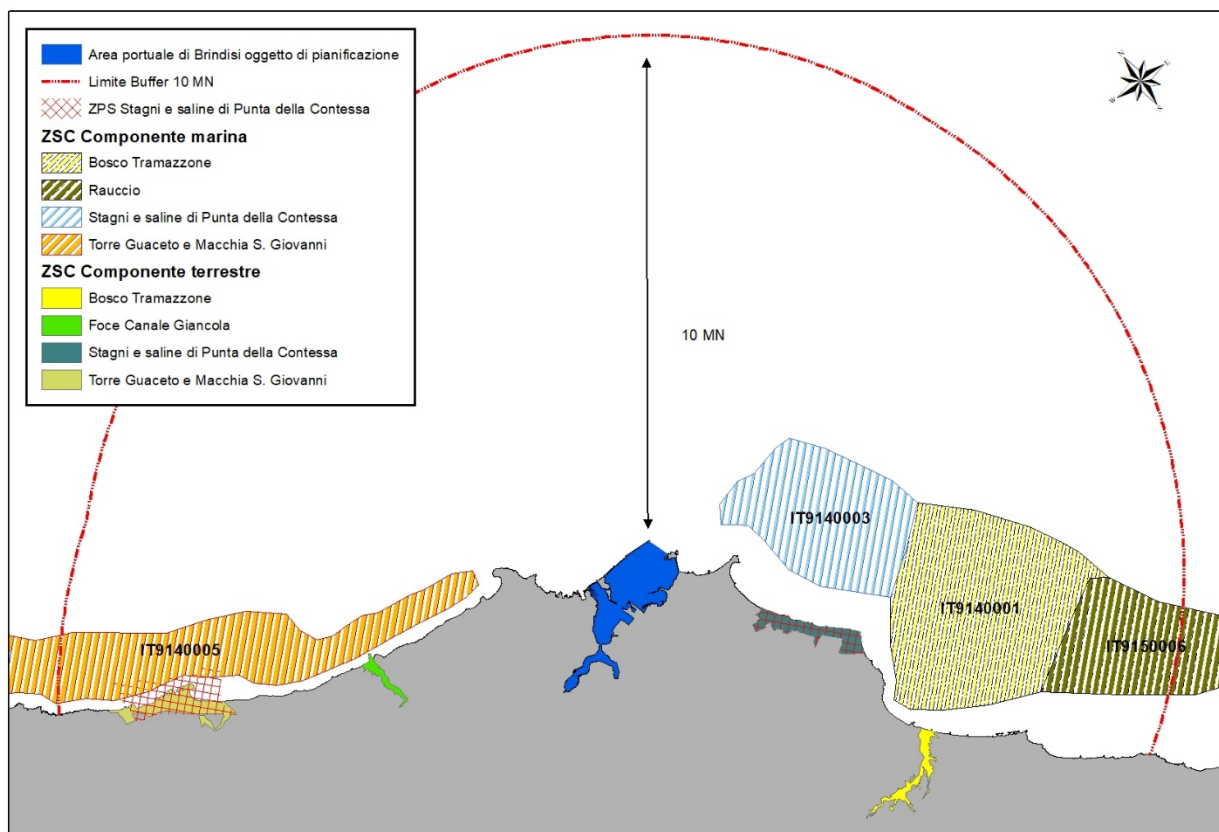 Area portuale di Brindisi oggetto di pianificazione
Limite Buffer 10 MN
ZPS Stagni e saline di Punta della Contessa
ZSC Componente marina
Bosco Tramazzone
Rauccio
Stagni e saline di Punta della Contessa
Torre Guaceto e Macchia S. Giovanni
ZSC Componente terrestre
Bosco Tramazzone
Foce Canale Giancola
Stagni e saline di Punta della Contessa
Torre Guaceto e Macchia S. Giovanni
N
E
W
S
10 MN
IT9140003
IT9140001
IT9150006
IT9140005